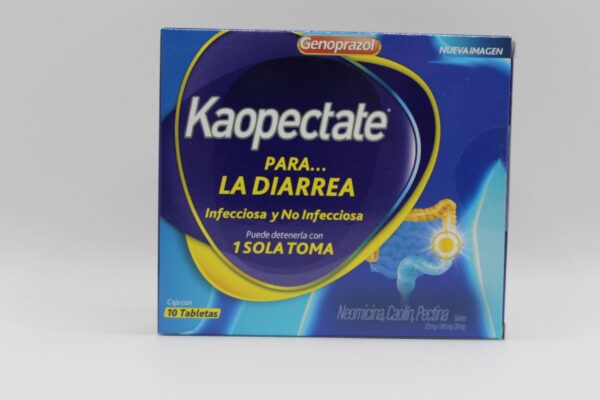 Genoprazol
NUEVA IMAGEN
Kaopectate®
PARA...
LA DIARREA
Infecciosa y No Infecciosa
Puede detenerla con
1 SOLA TOMA
Caja con
10 Tabletas
Neomicina, Caolín, Pectina